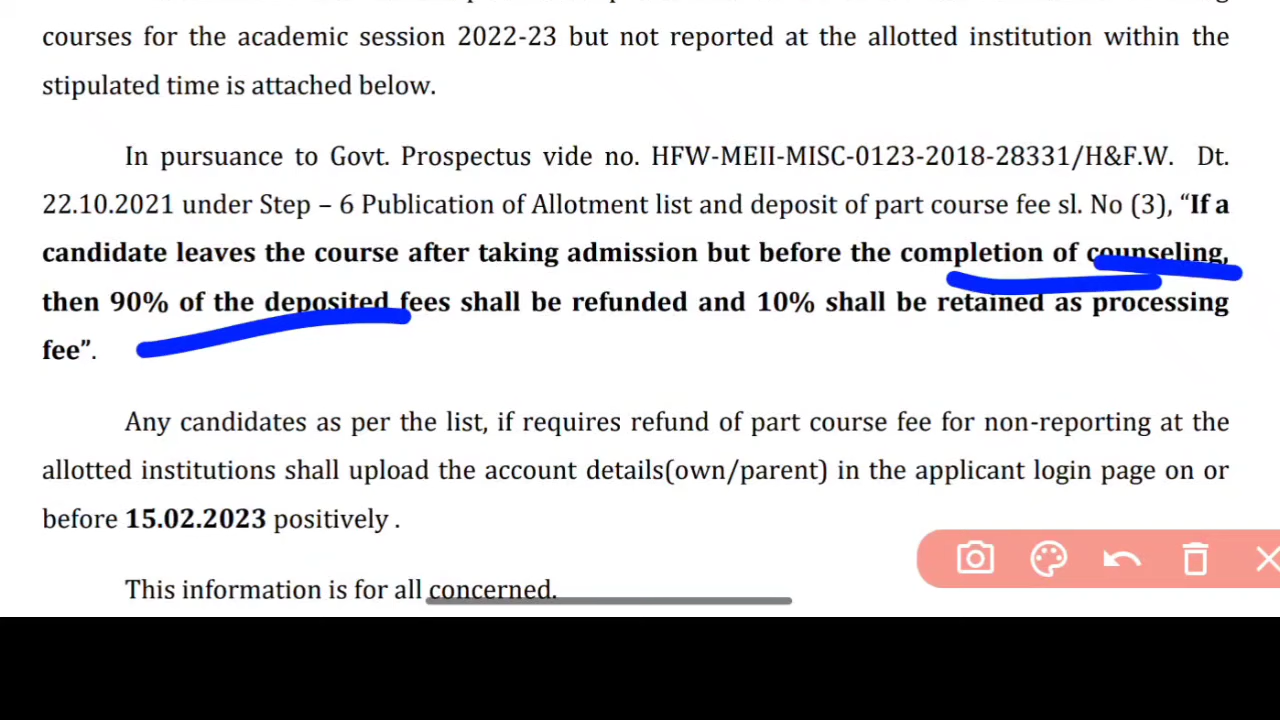 courses for the academic session 2022-23 but not reported at the allotted institution within the
stipulated time is attached below.
In pursuance to Govt. Prospectus vide no. HFW-MEII-MISC-0123-2018-28331/H&F.W. Dt.
22.10.2021 under Step – 6 Publication of Allotment list and deposit of part course fee sl. No (3), “If a
candidate leaves the course after taking admission but before the completion of counseling,
then 90% of the deposited fees shall be refunded and 10% shall be retained as processing
fee”.
Any candidates as per the list, if requires refund of part course fee for non-reporting at the
allotted institutions shall upload the account details(own/parent) in the applicant login page on or
before 15.02.2023 positively .
This information is for all concerned.